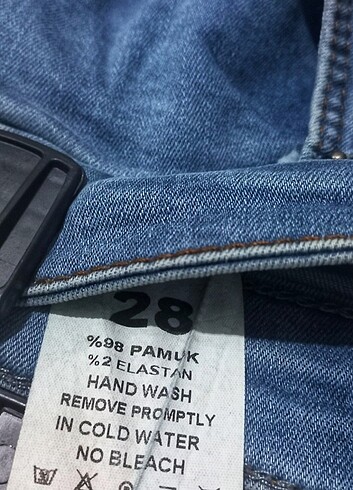 28
%98 PAMUK
%2 ELASTAN
HAND WASH
REMOVE PROMPTLY
IN COLD WATER
NO BLEACH